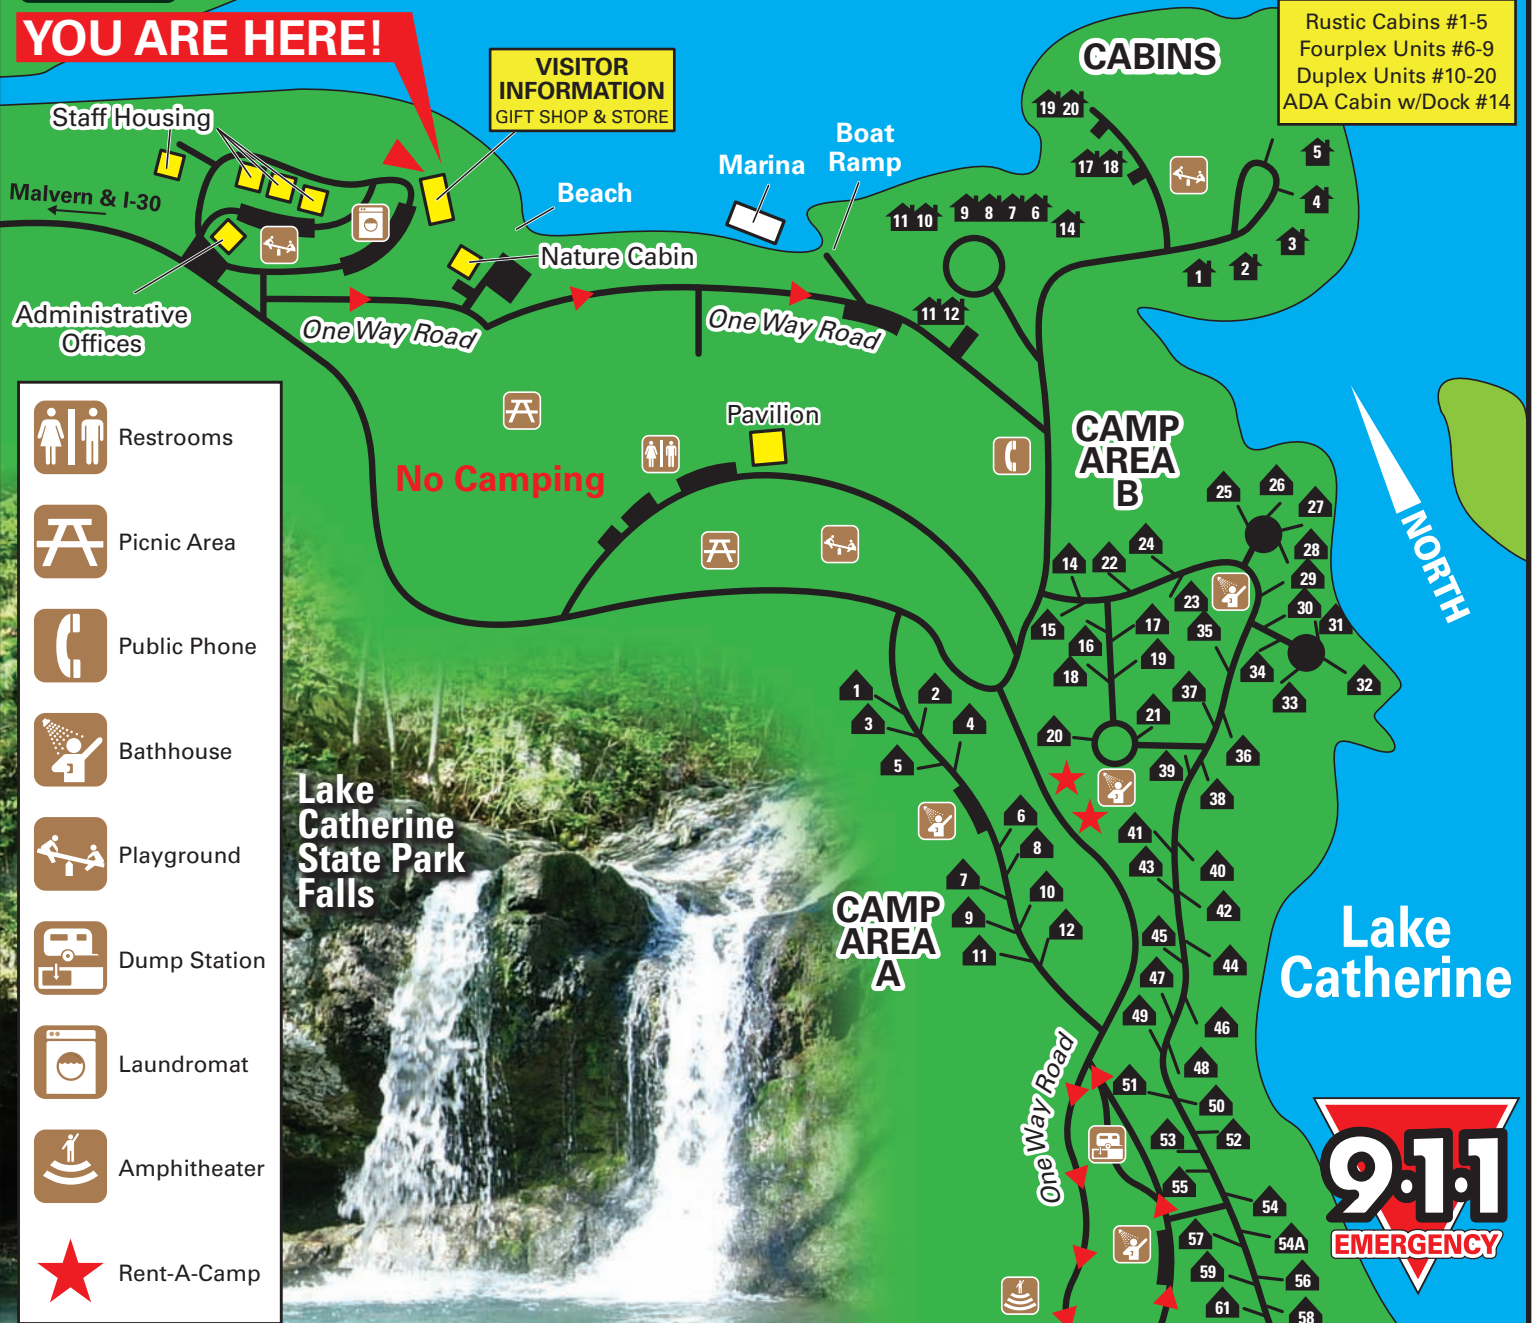 YOU ARE HERE!
VISITOR
INFORMATION
GIFT SHOP & STORE
CABINS
Rustic Cabins #1-5
Fourplex Units #6-9
Duplex Units #10-20
ADA Cabin w/Dock #14
Staff Housing
Malvern & I-30
Administrative
Offices
Beach
Nature Cabin
Marina
Boat
Ramp
One Way Road
One Way Road
19 20
17 18
5
4
3
2
1
11 10
9 8 7 6
14
11 12
No Camping
Pavilion
CAMP
AREA
B
NORTH
25
26
27
28
29
30
31
32
33
34
24
22
14
23
35
15
16
17
18
19
37
20
21
36
39
38
41
40
43
42
45
44
47
46
49
48
51
50
53
52
55
54
57
54A
59
56
61
58
1
2
3
4
5
6
8
7
10
9
12
11
CAMP
AREA
A
One Way Road
Lake
Catherine
Lake
Catherine
State Park
Falls
Restrooms
Picnic Area
Public Phone
Bathhouse
Playground
Dump Station
Laundromat
Amphitheater
Rent-A-Camp
9·1·1
EMERGENCY